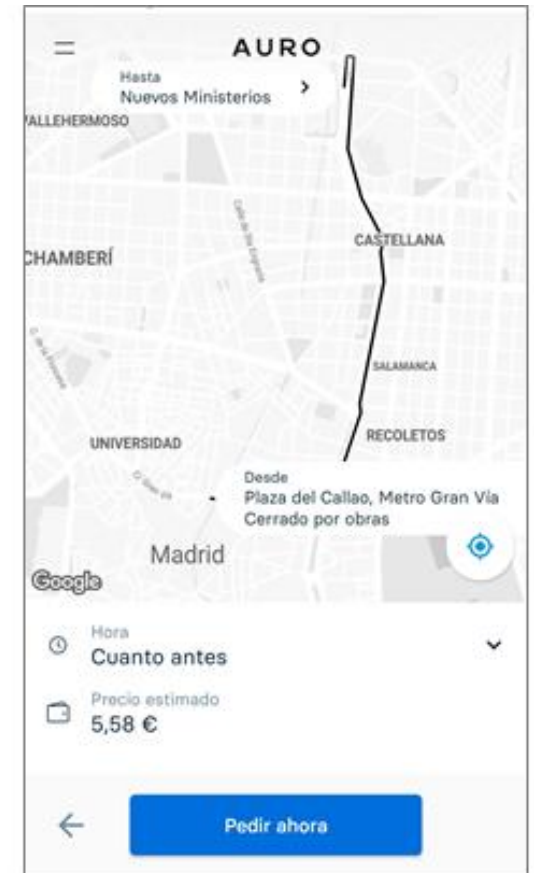 AURO
Hasta
Nuevos Ministerios
VALLEHERMOSO
CHAMBERÍ
CASTELLANA
SALAMANCA
RECOLETOS
UNIVERSIDAD
Desde
Plaza del Callao, Metro Gran Vía
Cerrado por obras
Madrid
Google
Hora
Cuanto antes
Precio estimado
5,58 €
Pedir ahora